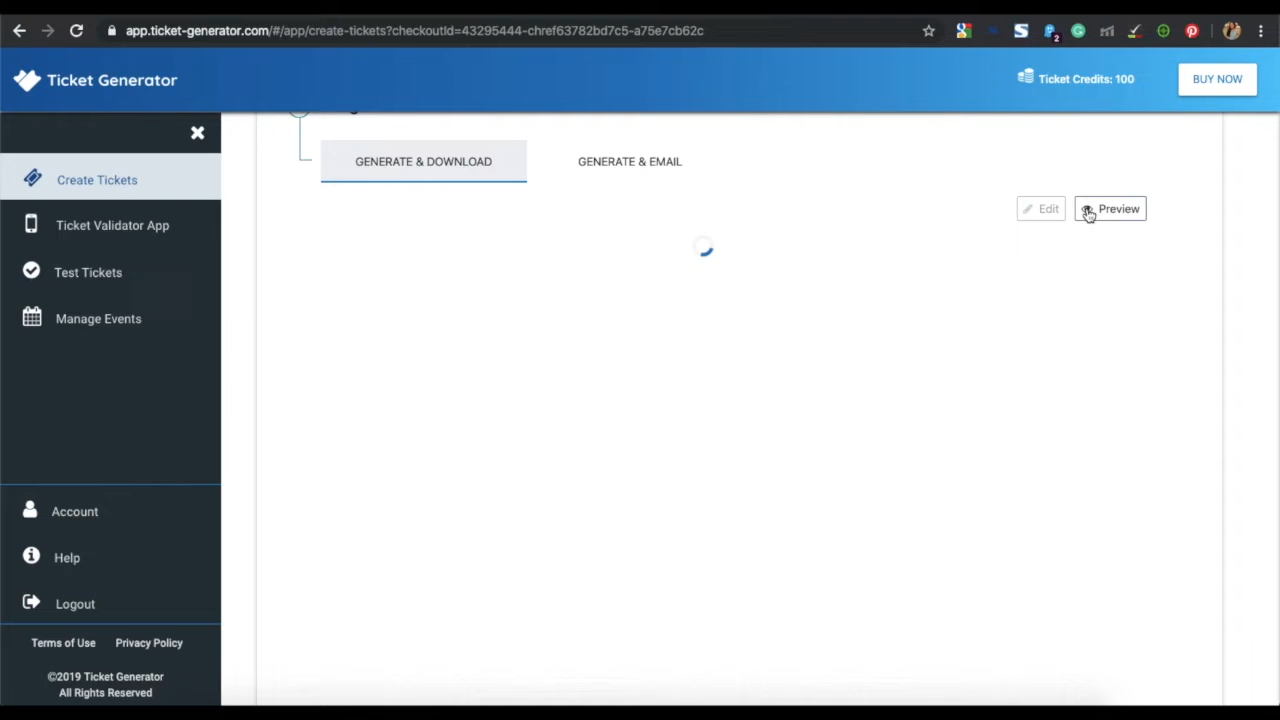 app.ticket-generator.com/#/app/create-tickets?checkoutId=43295444-chref63782bd7c5-a75e7cb62c
2
Ticket Generator
Ticket Credits: 100
BUY NOW
Create Tickets
Ticket Validator App
Test Tickets
Manage Events
Account
Help
Logout
Terms of Use Privacy Policy
©2019 Ticket Generator
All Rights Reserved
GENERATE & DOWNLOAD
GENERATE & EMAIL
Edit
Preview